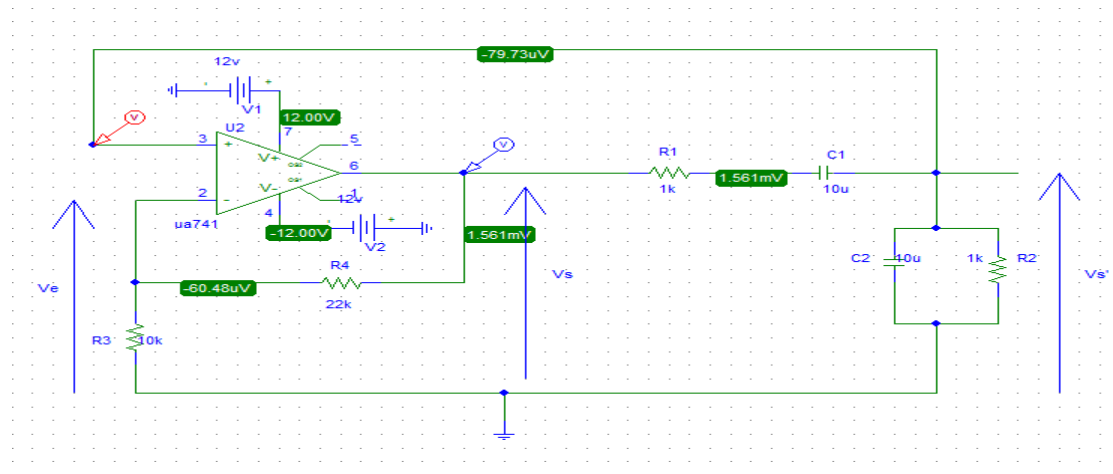 -79.73uV
12v
V1
12.00V
V
U2
7
5
3
+
V+
OS2
6
V
OS1
2
-
V-
1
12v
4
ua741
-12.00V
V2
R1
1k
1.561mV
C1
10u
1.561mV
R4
22k
-60.48uV
Ve
Vs
R3
10k
C2
10u
1k
R2
Vs'